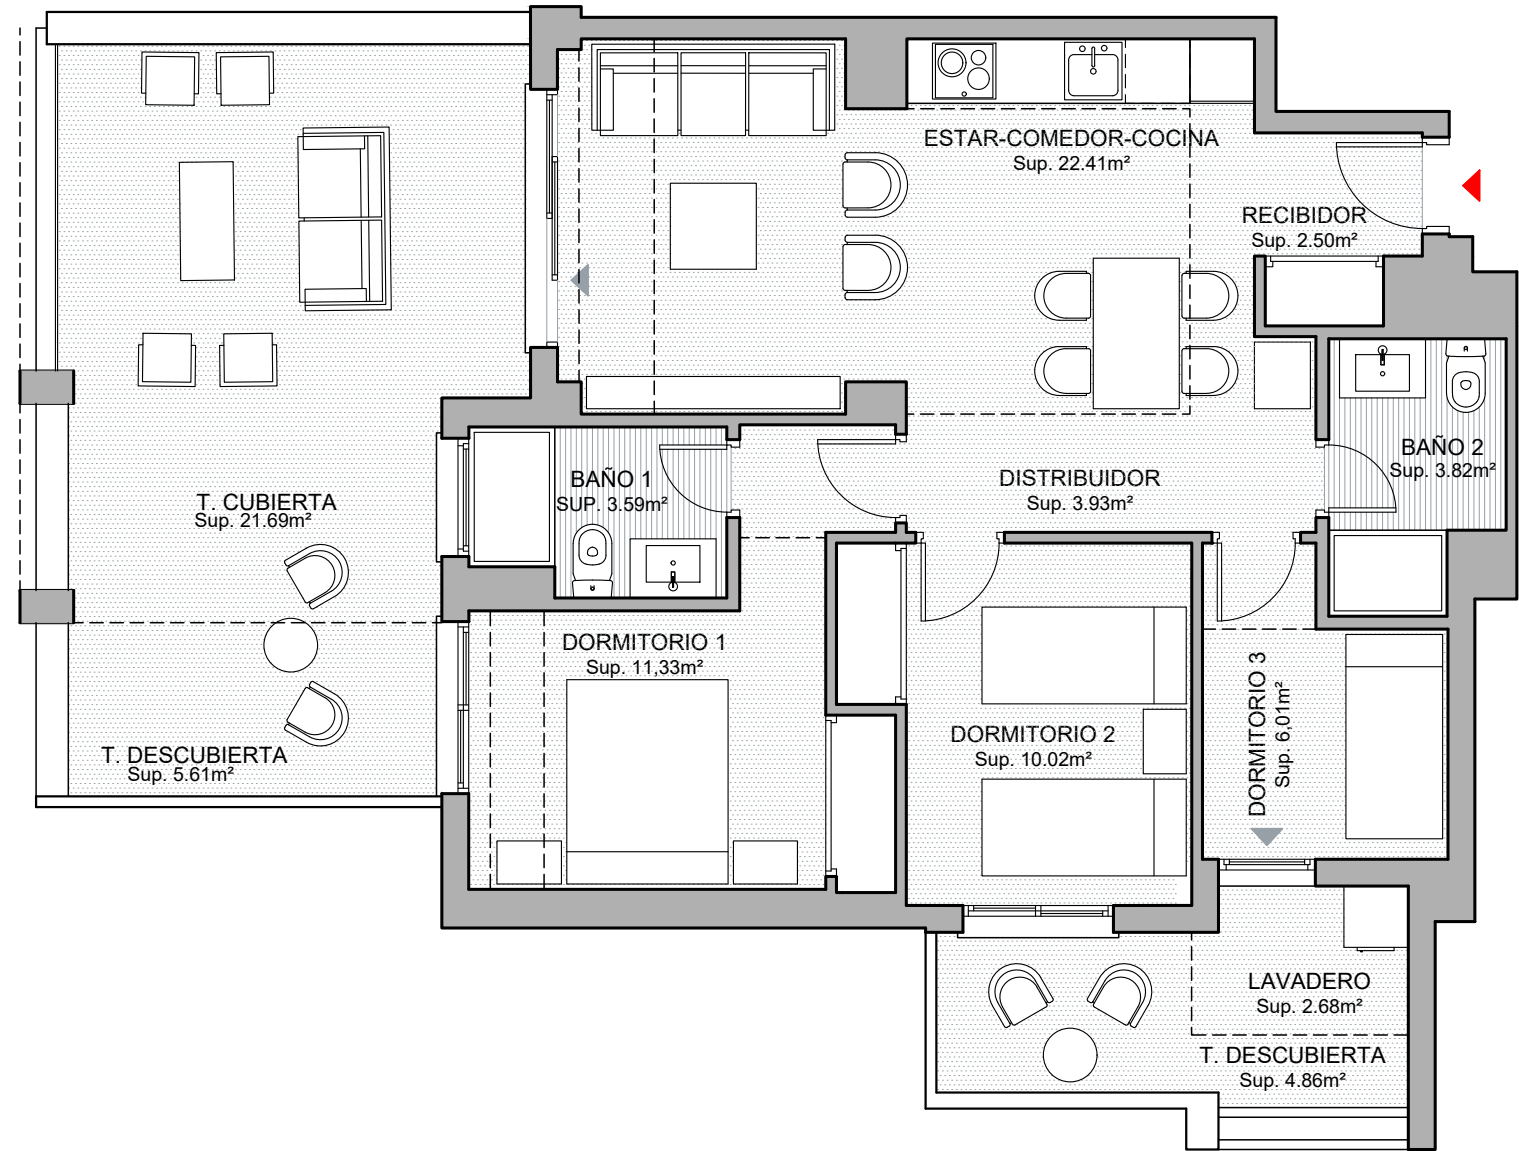 ESTAR-COMEDOR-COCINA
Sup. 22.41m²
RECIBIDOR
Sup. 2.50m²
BAÑO 2
Sup. 3.82m²
BAÑO 1
SUP. 3.59m²
DISTRIBUIDOR
Sup. 3.93m²
T. CUBIERTA
Sup. 21.69m²
DORMITORIO 1
Sup. 11,33m²
DORMITORIO 2
Sup. 10.02m²
DORMITORIO 3
Sup. 6,01m²
T. DESCUBIERTA
Sup. 5.61m²
LAVADERO
Sup. 2.68m²
T. DESCUBIERTA
Sup. 4.86m²